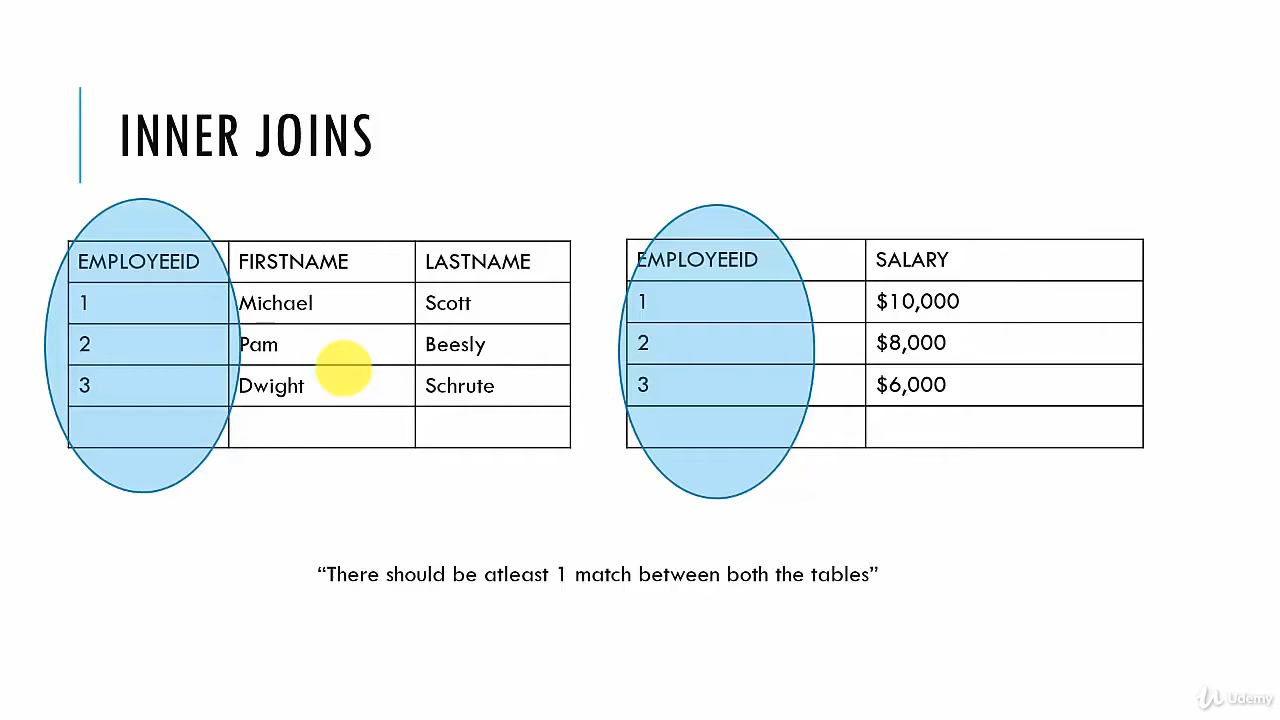 INNER JOINS
EMPLOYEEID FIRSTNAME LASTNAME
1 Michael Scott
2 Pam Beesly
3 Dwight Schrute
EMPLOYEEID SALARY
1 $10,000
2 $8,000
3 $6,000
“There should be atleast 1 match between both the tables”
Udemy